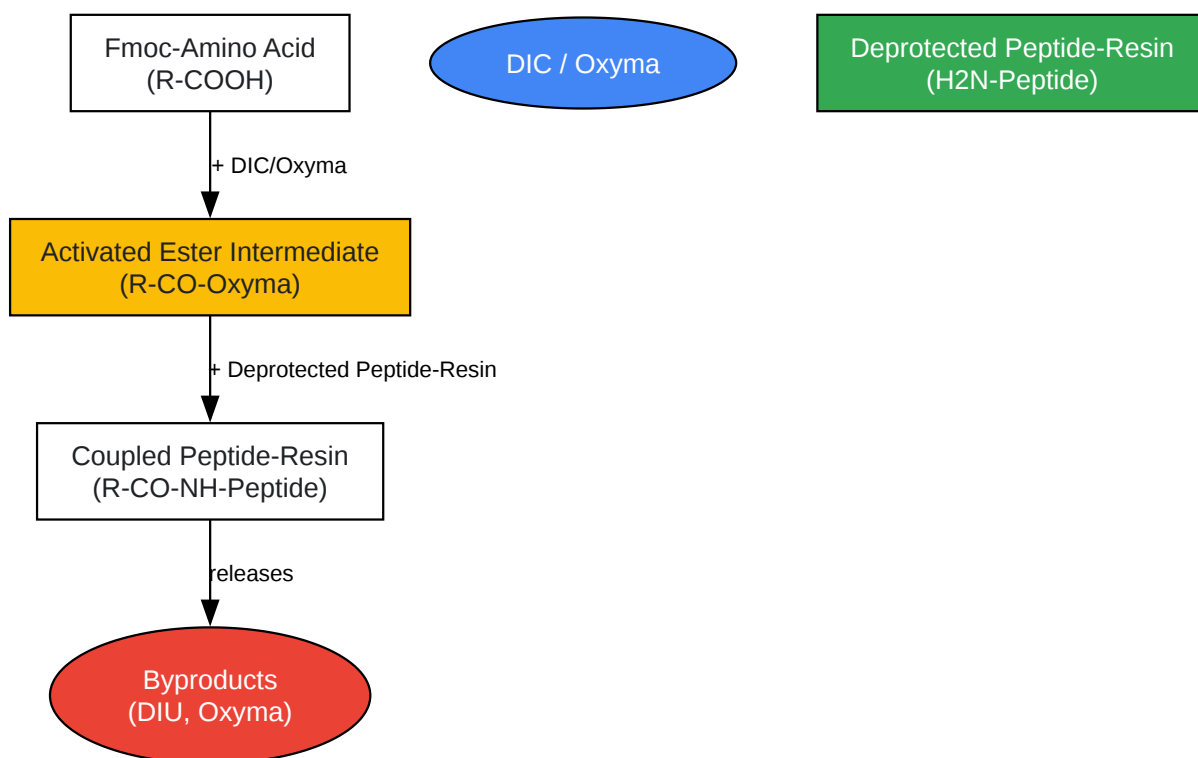 Fmoc-Amino Acid
(R-COOH)
DIC / Oxyma
Deprotected Peptide-Resin
(H2N-Peptide)
+ DIC/Oxyma
Activated Ester Intermediate
(R-CO-Oxyma)
+ Deprotected Peptide-Resin
Coupled Peptide-Resin
(R-CO-NH-Peptide)
releases
Byproducts
(DIU, Oxyma)